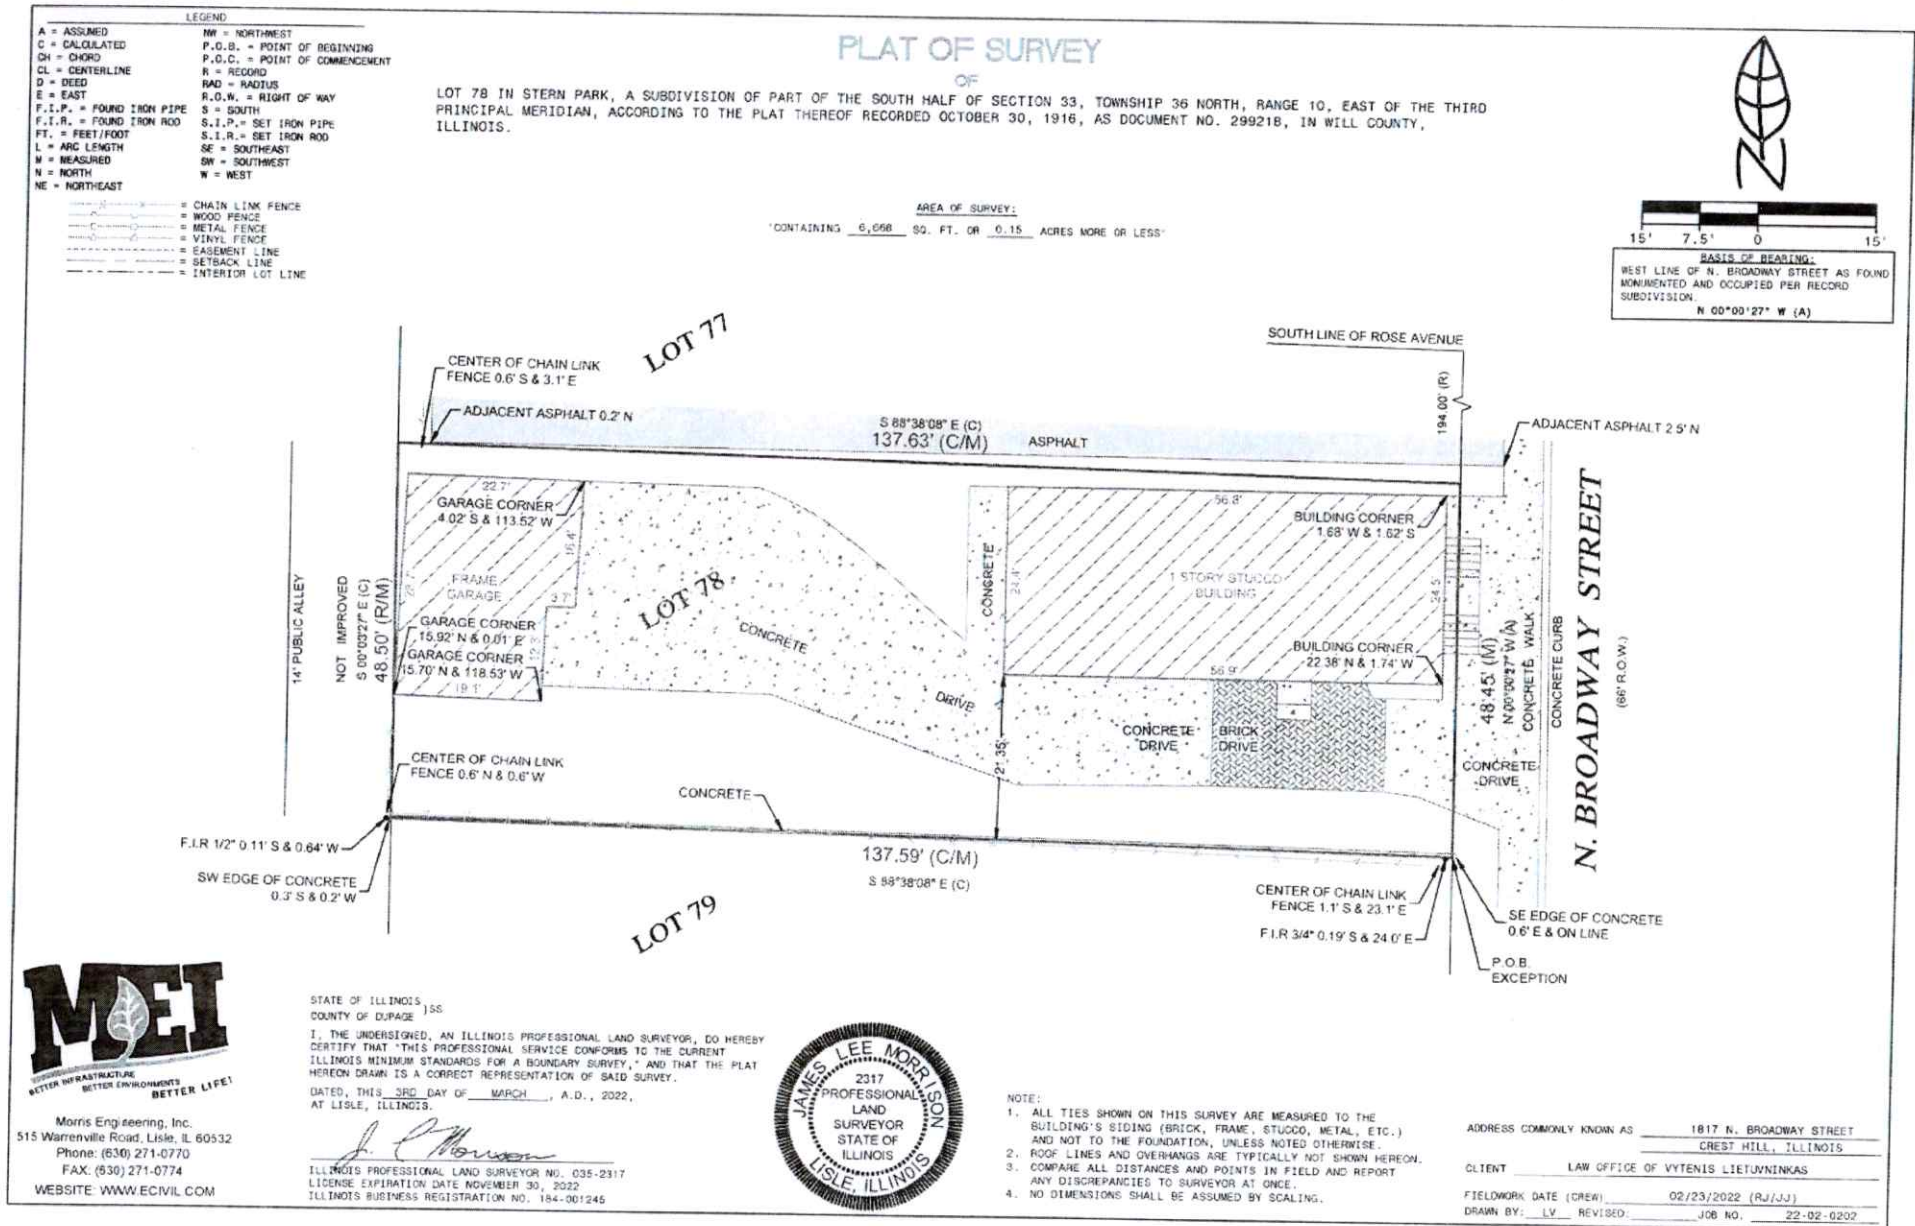 LEGEND
A = ASSUMED
C = CALCULATED
CH = CHORD
CL = CENTERLINE
D = DEED
E = EAST
F.I.P. = FOUND IRON PIPE
F.I.R. = FOUND IRON ROD
FT. = FEET/FOOT
L = ARC LENGTH
M = MEASURED
N = NORTH
NE = NORTHEAST
NW = NORTHWEST
P.O.B. = POINT OF BEGINNING
P.O.C. = POINT OF COMMENCEMENT
R = RECORD
RAD = RADIUS
R.O.W. = RIGHT OF WAY
S = SOUTH
S.I.P.= SET IRON PIPE
S.I.R.= SET IRON ROD
SE = SOUTHEAST
SW = SOUTHWEST
W = WEST
= CHAIN LINK FENCE
= WOOD FENCE
= METAL FENCE
= VINYL FENCE
= EASEMENT LINE
= SETBACK LINE
= INTERIOR LOT LINE
PLAT OF SURVEY
OF
LOT 78 IN STERN PARK, A SUBDIVISION OF PART OF THE SOUTH HALF OF SECTION 33, TOWNSHIP 36 NORTH, RANGE 10, EAST OF THE THIRD
PRINCIPAL MERIDIAN, ACCORDING TO THE PLAT THEREOF RECORDED OCTOBER 30, 1916, AS DOCUMENT NO. 299218, IN WILL COUNTY,
ILLINOIS.
AREA OF SURVEY:
"CONTAINING 6,668 SQ. FT. OR 0.15 ACRES MORE OR LESS"
N
15' 7.5' 0 15'
BASIS OF BEARING:
WEST LINE OF N. BROADWAY STREET AS FOUND
MONUMENTED AND OCCUPIED PER RECORD
SUBDIVISION.
N 00°00'27" W (A)
LOT 77
SOUTH LINE OF ROSE AVENUE
194.00' (R)
CENTER OF CHAIN LINK
FENCE 0.6' S & 3.1' E
ADJACENT ASPHALT 0.2' N
S 88°38'08" E (C)
137.63' (C/M)
ASPHALT
ADJACENT ASPHALT 2.5' N
14' PUBLIC ALLEY
NOT IMPROVED
S 00°03'27" E (C)
48.50' (R/M)
22.7'
GARAGE CORNER
4.02' S & 113.52' W
16.4'
FRAME
GARAGE
3.7'
GARAGE CORNER
15.92' N & 0.01' E
GARAGE CORNER
15.70' N & 118.53' W
19.1'
LOT 78
CONCRETE
DRIVE
CONCRETE
24.4'
56.8'
BUILDING CORNER
1.68' W & 1.62' S
1 STORY STUCCO
BUILDING
24.5'
BUILDING CORNER
22.38' N & 1.74' W
56.9'
21.35'
CONCRETE
DRIVE
BRICK
DRIVE
48.45' (M)
N 00°00'27" W (A)
CONCRETE WALK
CONCRETE CURB
CONCRETE
DRIVE
N. BROADWAY STREET
(66' R.O.W.)
CENTER OF CHAIN LINK
FENCE 0.6' N & 0.6' W
CONCRETE
F.I.R 1/2" 0.11' S & 0.64' W
SW EDGE OF CONCRETE
0.3' S & 0.2' W
137.59' (C/M)
S 88°38'08" E (C)
LOT 79
CENTER OF CHAIN LINK
FENCE 1.1' S & 23.1' E
F.I.R 3/4" 0.19' S & 24.0' E
SE EDGE OF CONCRETE
0.6' E & ON LINE
P.O.B.
EXCEPTION
MEI
BETTER INFRASTRUCTURE
BETTER ENVIRONMENTS
BETTER LIFE!
Morris Engineering, Inc.
515 Warrenville Road, Lisle, IL 60532
Phone: (630) 271-0770
FAX: (630) 271-0774
WEBSITE: WWW.ECIVIL.COM
STATE OF ILLINOIS
)SS
COUNTY OF DUPAGE
I, THE UNDERSIGNED, AN ILLINOIS PROFESSIONAL LAND SURVEYOR, DO HEREBY
CERTIFY THAT "THIS PROFESSIONAL SERVICE CONFORMS TO THE CURRENT
ILLINOIS MINIMUM STANDARDS FOR A BOUNDARY SURVEY," AND THAT THE PLAT
HEREON DRAWN IS A CORRECT REPRESENTATION OF SAID SURVEY.
DATED, THIS 3RD DAY OF MARCH, A.D., 2022,
AT LISLE, ILLINOIS.
ILLINOIS PROFESSIONAL LAND SURVEYOR NO. 035-2317
LICENSE EXPIRATION DATE NOVEMBER 30, 2022
ILLINOIS BUSINESS REGISTRATION NO. 184-001245
JAMES LEE MORRISON
2317
PROFESSIONAL
LAND
SURVEYOR
STATE OF
ILLINOIS
LISLE, ILLINOIS
NOTE:
1. ALL TIES SHOWN ON THIS SURVEY ARE MEASURED TO THE
BUILDING'S SIDING (BRICK, FRAME, STUCCO, METAL, ETC.)
AND NOT TO THE FOUNDATION, UNLESS NOTED OTHERWISE.
2. ROOF LINES AND OVERHANGS ARE TYPICALLY NOT SHOWN HEREON.
3. COMPARE ALL DISTANCES AND POINTS IN FIELD AND REPORT
ANY DISCREPANCIES TO SURVEYOR AT ONCE.
4. NO DIMENSIONS SHALL BE ASSUMED BY SCALING.
ADDRESS COMMONLY KNOWN AS 1817 N. BROADWAY STREET
CREST HILL, ILLINOIS
CLIENT LAW OFFICE OF VYTENIS LIETUVNINKAS
FIELDWORK DATE (CREW) 02/23/2022 (RJ/JJ)
DRAWN BY: LV REVISED: JOB NO. 22-02-0202